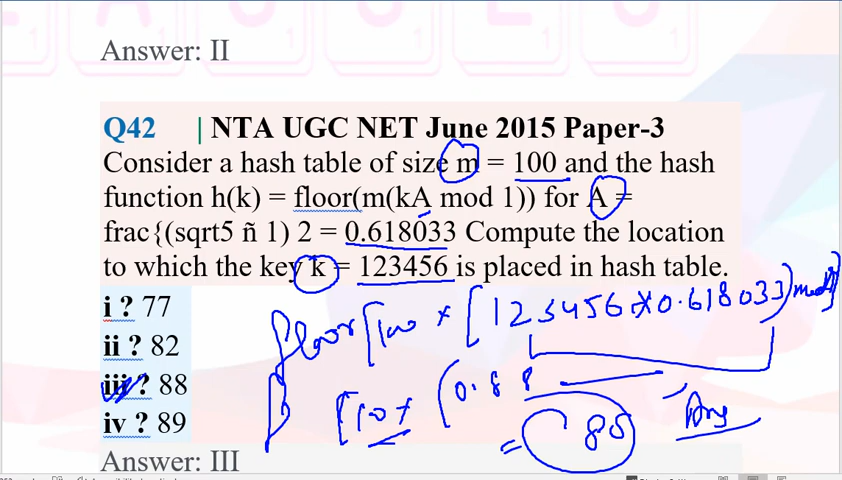 Answer: II
Q42 | NTA UGC NET June 2015 Paper-3
Consider a hash table of size m = 100 and the hash
function h(k) = floor(m(kA mod 1)) for A =
frac{(sqrt5 ñ 1) 2 = 0.618033 Compute the location
to which the key k = 123456 is placed in hash table.
i ? 77
ii ? 82
iii ? 88
iv ? 89
floor[100 × [123456 × 0.618033) mod 1]
(0.88
= 88 Ans
Answer: III